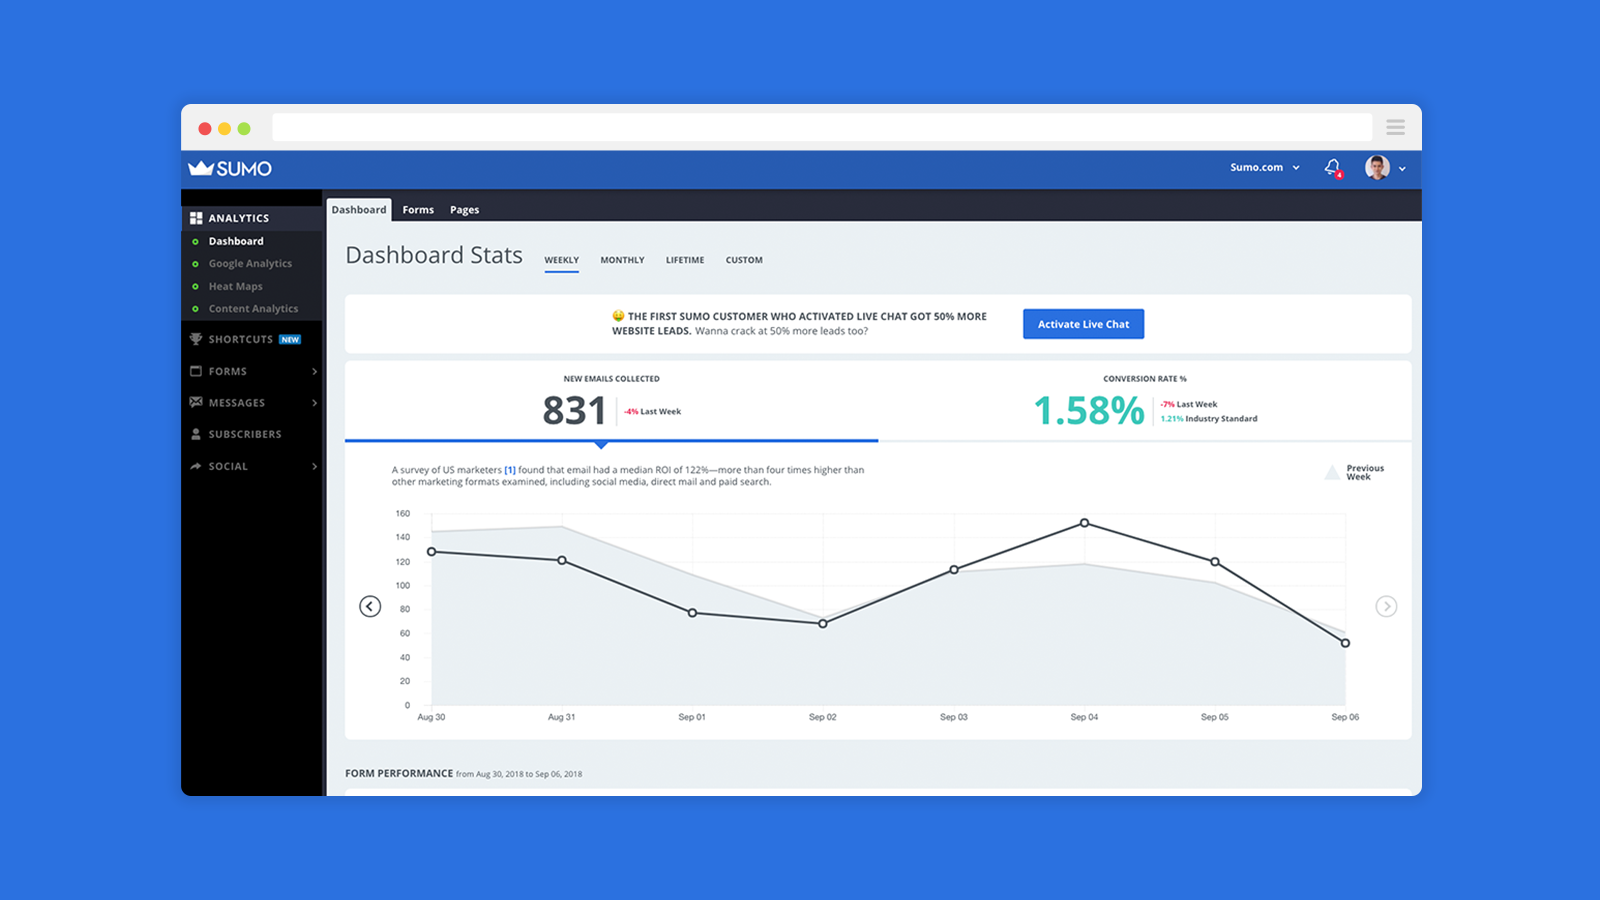 SUMO
Sumo.com
4
ANALYTICS
Dashboard
Google Analytics
Heat Maps
Content Analytics
SHORTCUTS NEW
FORMS
MESSAGES
SUBSCRIBERS
SOCIAL
Dashboard Forms Pages
Dashboard Stats WEEKLY MONTHLY LIFETIME CUSTOM
THE FIRST SUMO CUSTOMER WHO ACTIVATED LIVE CHAT GOT 50% MORE
WEBSITE LEADS. Wanna crack at 50% more leads too?
Activate Live Chat
NEW EMAILS COLLECTED
831
-4% Last Week
CONVERSION RATE %
1.58%
-7% Last Week
1.21% Industry Standard
A survey of US marketers [1] found that email had a median ROI of 122%—more than four times higher than
other marketing formats examined, including social media, direct mail and paid search.
Previous
Week
160
140
120
100
80
60
40
20
0
Aug 30 Aug 31 Sep 01 Sep 02 Sep 03 Sep 04 Sep 05 Sep 06
FORM PERFORMANCE from Aug 30, 2018 to Sep 06, 2018